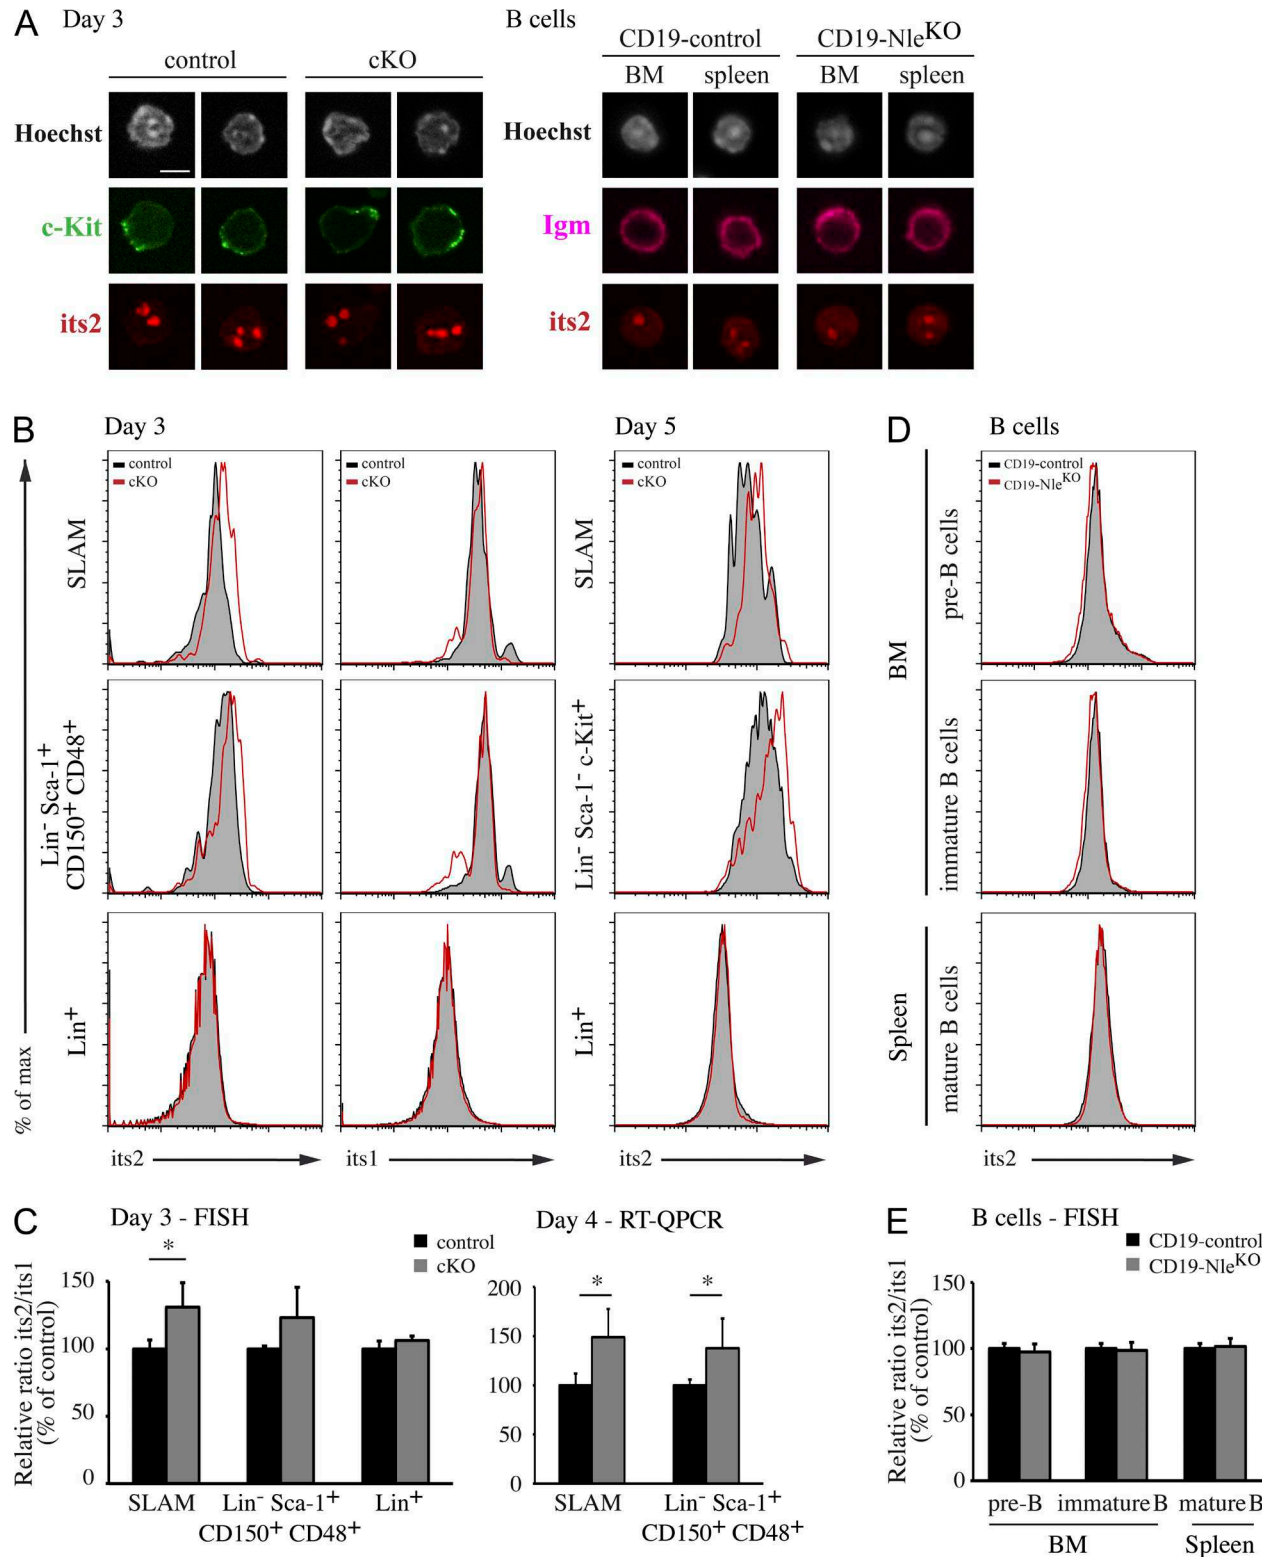 A Day 3
B cells
control
cKO
CD19-control
CD19-Nle^KO
BM
spleen
BM
spleen
Hoechst
Hoechst
c-Kit
Igm
its2
its2
B Day 3
Day 5
D B cells
control
cKO
control
cKO
control
cKO
CD19-control
CD19-Nle^KO
SLAM
SLAM
pre-B cells
BM
Lin⁻ Sca-1⁺
CD150⁺ CD48⁺
Lin⁻ Sca-1⁻ c-Kit⁺
immature B cells
Lin⁺
Lin⁺
Spleen
mature B cells
% of max
its2
its1
its2
its2
C Day 3 - FISH
control
cKO
*
Relative ratio its2/its1
(% of control)
150
100
50
0
SLAM
Lin⁻ Sca-1⁺
CD150⁺ CD48⁺
Lin⁺
Day 4 - RT-QPCR
*
*
200
150
100
50
0
SLAM
Lin⁻ Sca-1⁺
CD150⁺ CD48⁺
E B cells - FISH
CD19-control
CD19-Nle^KO
Relative ratio its2/its1
(% of control)
150
100
50
0
pre-B
immature B
mature B
BM
Spleen